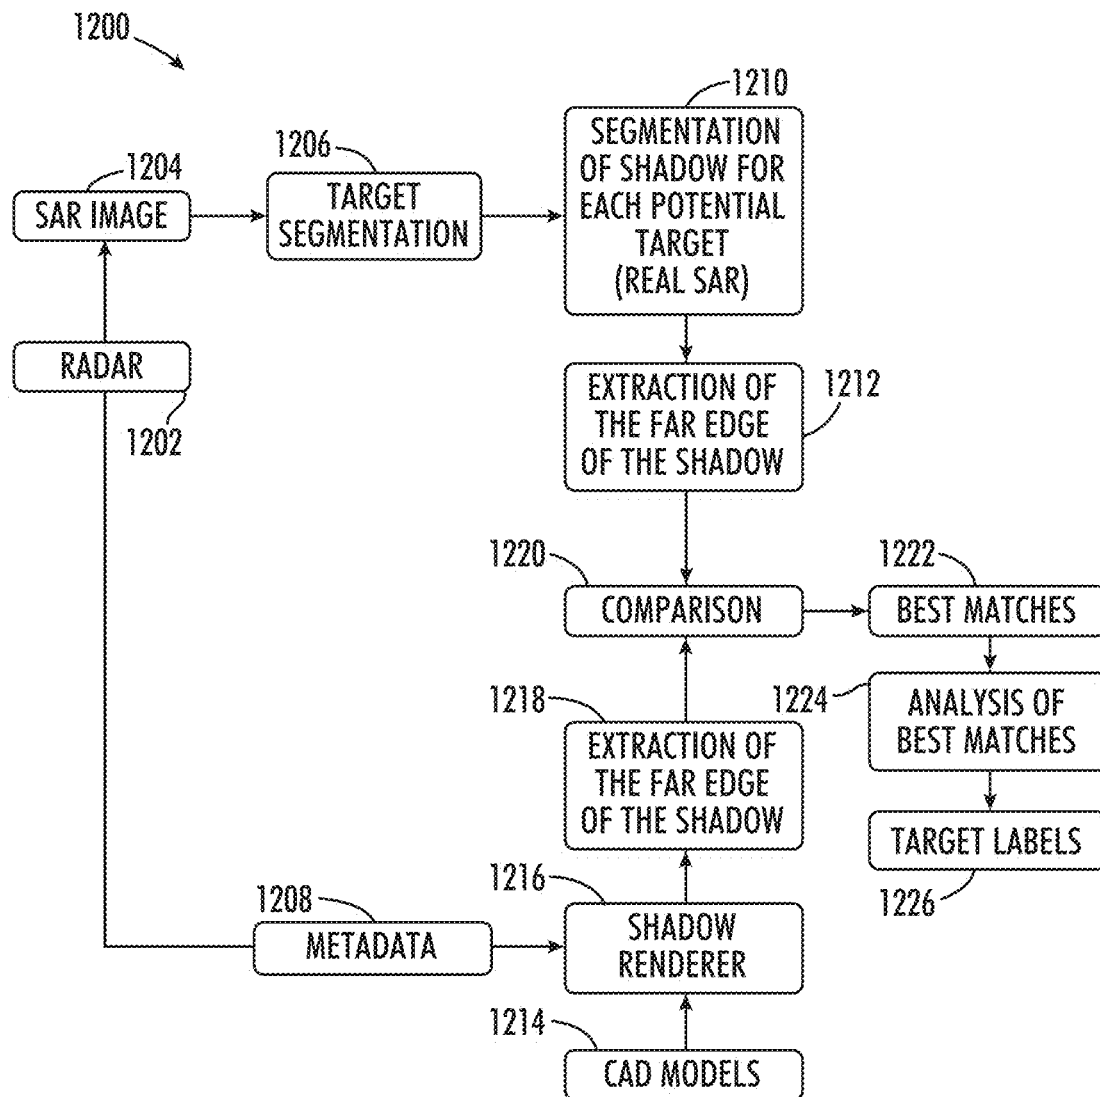 1200
1210
SEGMENTATION
OF SHADOW FOR
EACH POTENTIAL
TARGET
(REAL SAR)
1206
TARGET
SEGMENTATION
1204
SAR IMAGE
RADAR
1202
EXTRACTION OF
THE FAR EDGE
OF THE SHADOW
1212
1220
COMPARISON
1222
BEST MATCHES
1218
EXTRACTION OF
THE FAR EDGE
OF THE SHADOW
1224
ANALYSIS OF
BEST MATCHES
TARGET LABELS
1226
1216
SHADOW
RENDERER
1208
METADATA
1214
CAD MODELS